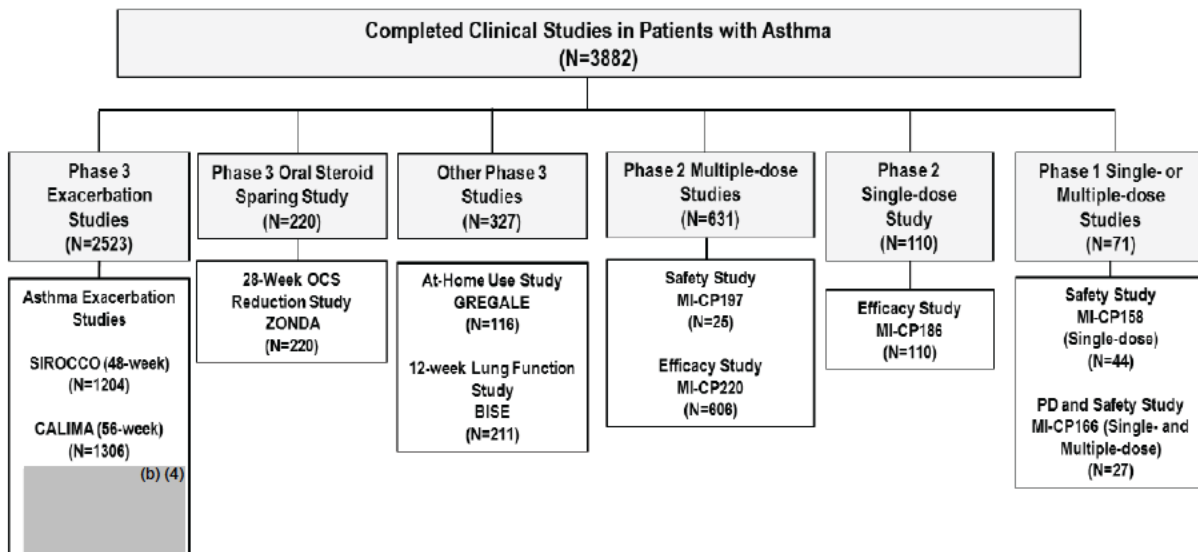 Completed Clinical Studies in Patients with Asthma
(N=3882)
Phase 3
Exacerbation
Studies
(N=2523)
Asthma Exacerbation
Studies
SIROCCO (48-week)
(N=1204)
CALIMA (56-week)
(N=1306)
(b) (4)
Phase 3 Oral Steroid
Sparing Study
(N=220)
28-Week OCS
Reduction Study
ZONDA
(N=220)
Other Phase 3
Studies
(N=327)
At-Home Use Study
GREGALE
(N=116)
12-week Lung Function
Study
BISE
(N=211)
Phase 2 Multiple-dose
Studies
(N=631)
Safety Study
MI-CP197
(N=25)
Efficacy Study
MI-CP220
(N=606)
Phase 2
Single-dose
Study
(N=110)
Efficacy Study
MI-CP186
(N=110)
Phase 1 Single- or
Multiple-dose
Studies
(N=71)
Safety Study
MI-CP158
(Single-dose)
(N=44)
PD and Safety Study
MI-CP166 (Single- and
Multiple-dose)
(N=27)